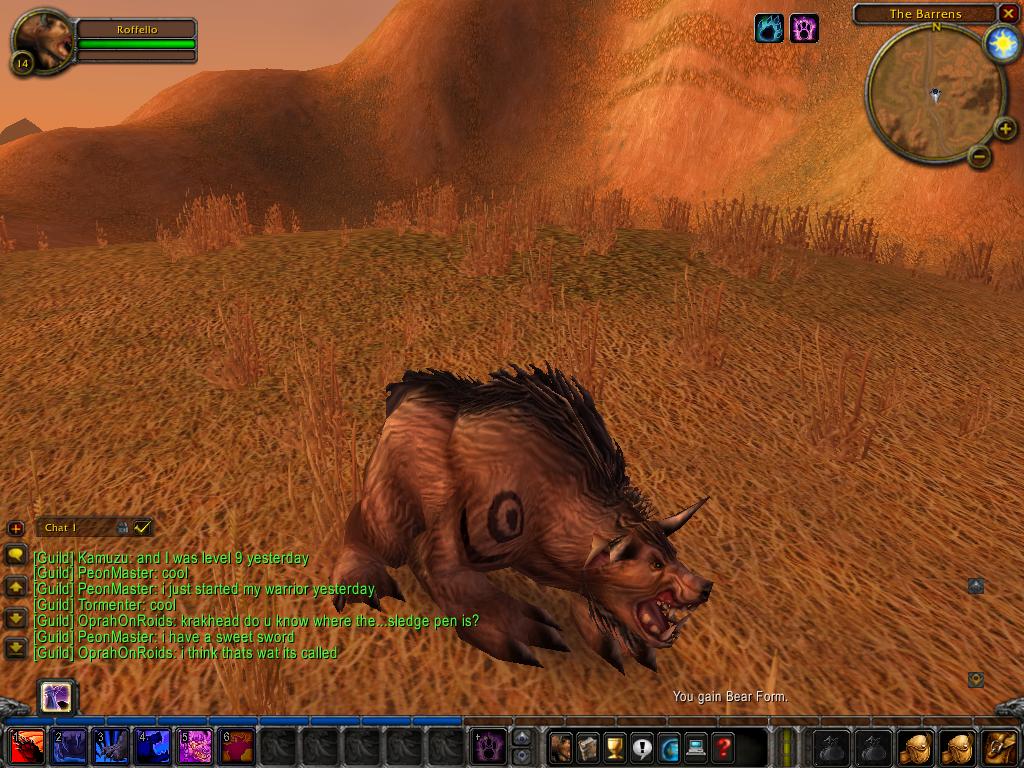 Roffello
14
The Barrens
N
Chat 1
[Guild] Kamuzu: and I was level 9 yesterday
[Guild] PeonMaster: cool
[Guild] PeonMaster: i just started my warrior yesterday
[Guild] Tormenter: cool
[Guild] OprahOnRoids: krakhead do u know where the...sledge pen is?
[Guild] PeonMaster: i have a sweet sword
[Guild] OprahOnRoids: i think thats wat its called
You gain Bear Form.
1 2 3 4 5 6